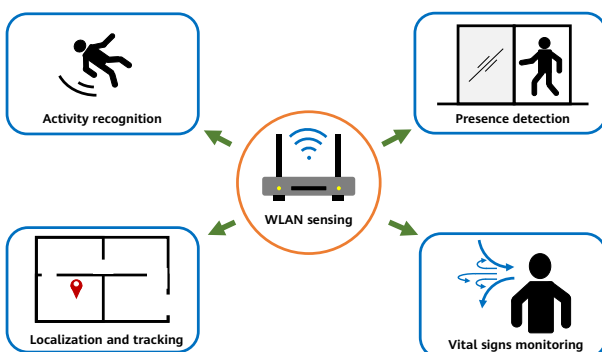 Activity recognition
Presence detection
WLAN sensing
Localization and tracking
Vital signs monitoring